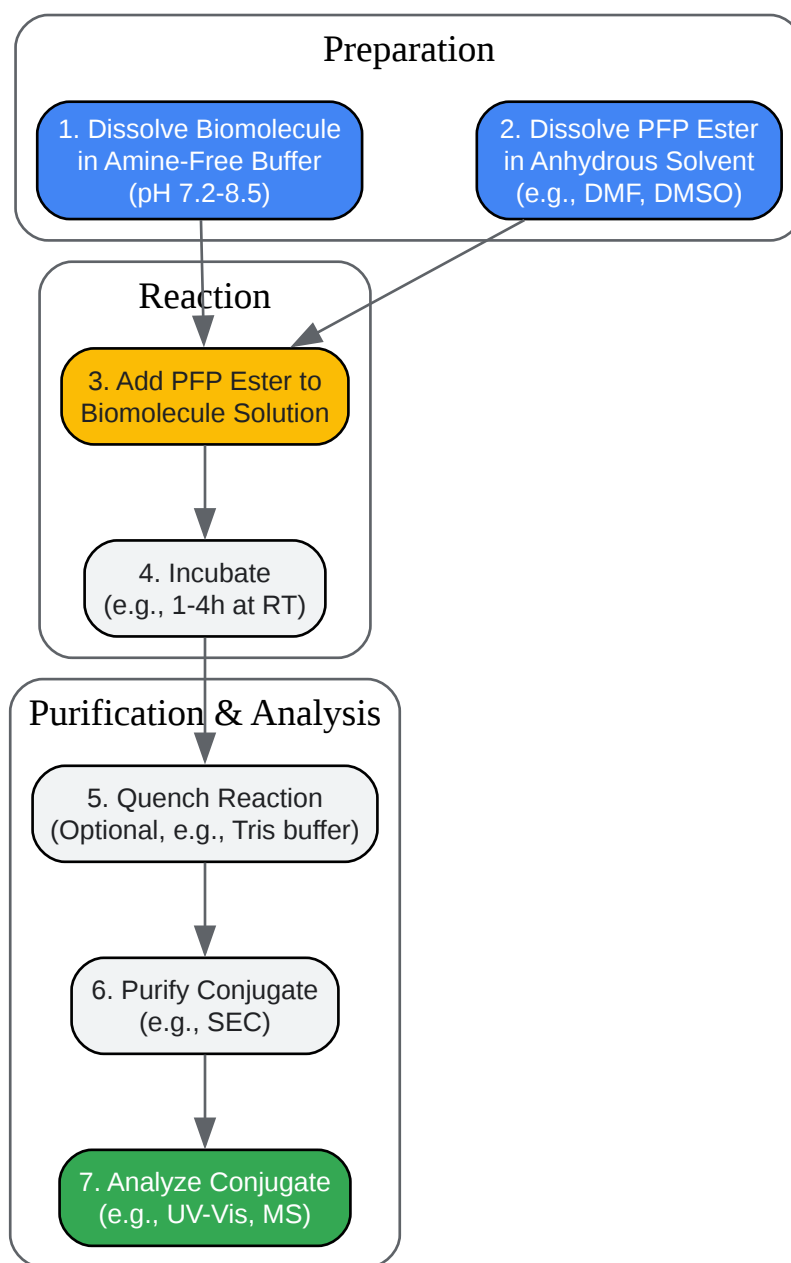 Preparation
1. Dissolve Biomolecule
in Amine-Free Buffer
(pH 7.2-8.5)
2. Dissolve PFP Ester
in Anhydrous Solvent
(e.g., DMF, DMSO)
Reaction
3. Add PFP Ester to
Biomolecule Solution
4. Incubate
(e.g., 1-4h at RT)
Purification & Analysis
5. Quench Reaction
(Optional, e.g., Tris buffer)
6. Purify Conjugate
(e.g., SEC)
7. Analyze Conjugate
(e.g., UV-Vis, MS)